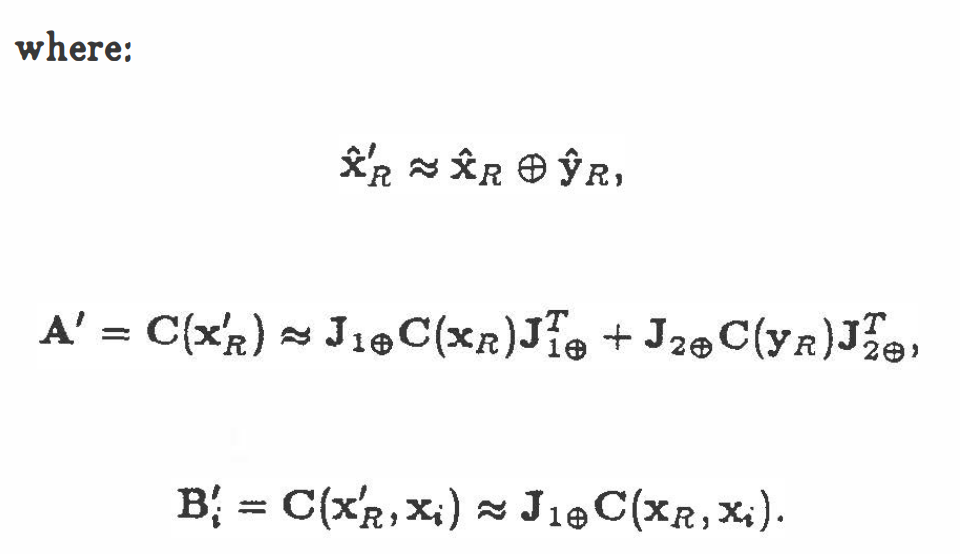 where:
x̂′_R ≈ x̂_R ⊕ ŷ_R,
A′ = C(x′_R) ≈ J_{1⊕}C(x_R)J^T_{1⊕} + J_{2⊕}C(y_R)J^T_{2⊕},
B′_i = C(x′_R, x_i) ≈ J_{1⊕}C(x_R, x_i).